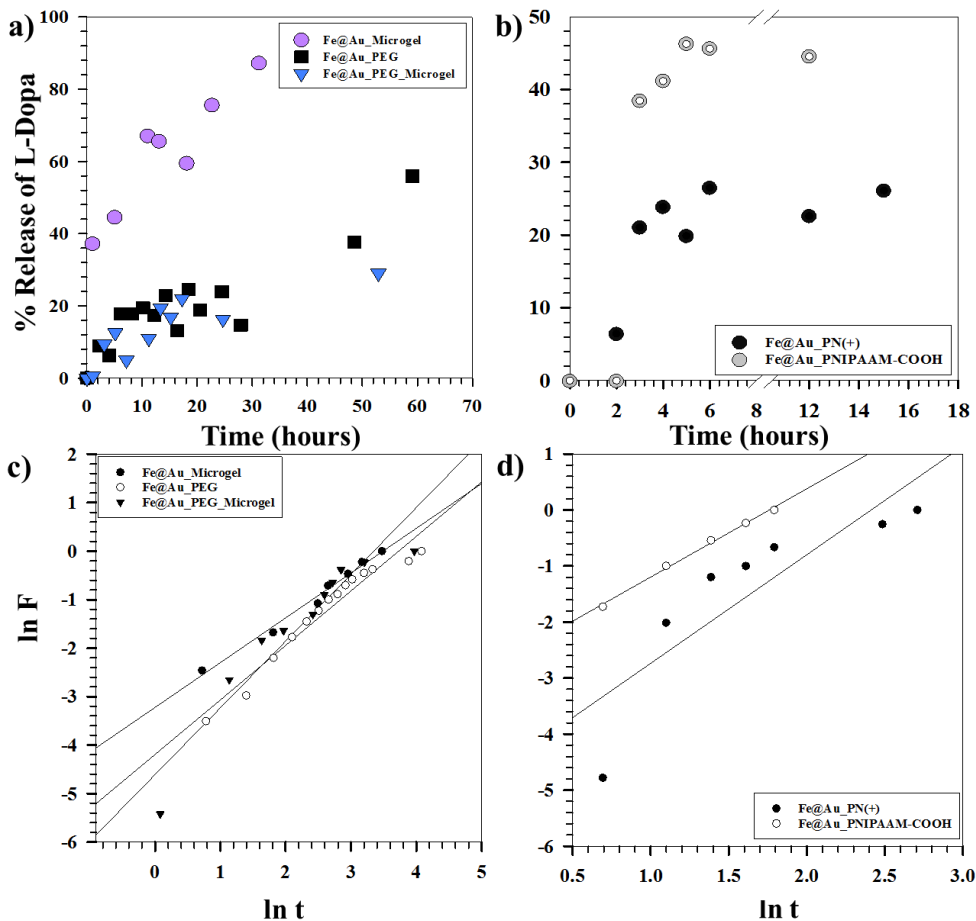 a)
% Release of L-Dopa
100
80
60
40
20
0
Fe@Au_Microgel
Fe@Au_PEG
Fe@Au_PEG_Microgel
0 10 20 30 40 50 60 70
Time (hours)
b)
50
40
30
20
10
0
Fe@Au_PN(+)
Fe@Au_PNIPAAM-COOH
0 2 4 6 8 10 12 14 16 18
Time (hours)
c)
ln F
2
1
0
-1
-2
-3
-4
-5
-6
Fe@Au_Microgel
Fe@Au_PEG
Fe@Au_PEG_Microgel
0 1 2 3 4 5
ln t
d)
1
0
-1
-2
-3
-4
-5
-6
Fe@Au_PN(+)
Fe@Au_PNIPAAM-COOH
0.5 1.0 1.5 2.0 2.5 3.0
ln t